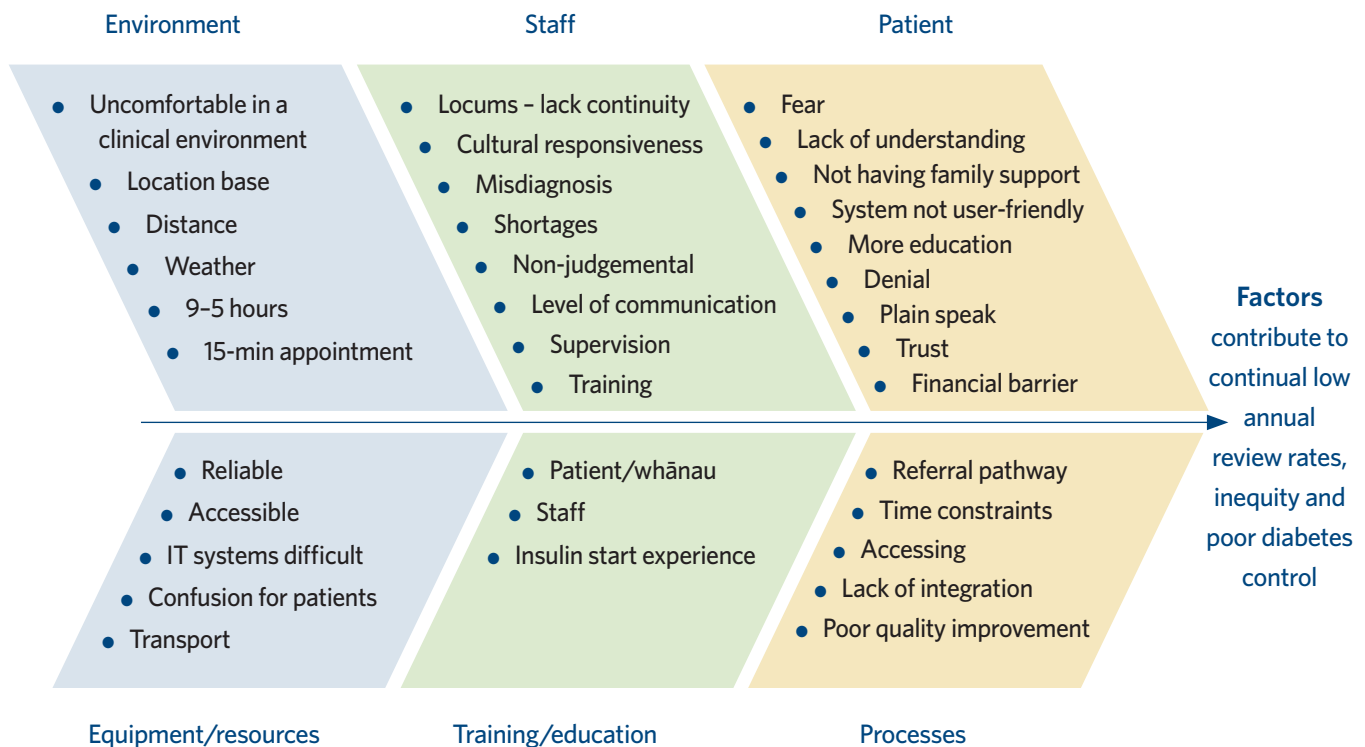 Environment
Staff
Patient
Uncomfortable in a
clinical environment
Location base
Distance
Weather
9–5 hours
15-min appointment
Locums – lack continuity
Cultural responsiveness
Misdiagnosis
Shortages
Non-judgemental
Level of communication
Supervision
Training
Fear
Lack of understanding
Not having family support
System not user-friendly
More education
Denial
Plain speak
Trust
Financial barrier
Reliable
Accessible
IT systems difficult
Confusion for patients
Transport
Patient/whānau
Staff
Insulin start experience
Referral pathway
Time constraints
Accessing
Lack of integration
Poor quality improvement
Equipment/resources
Training/education
Processes
Factors
contribute to
continual low
annual
review rates,
inequity and
poor diabetes
control